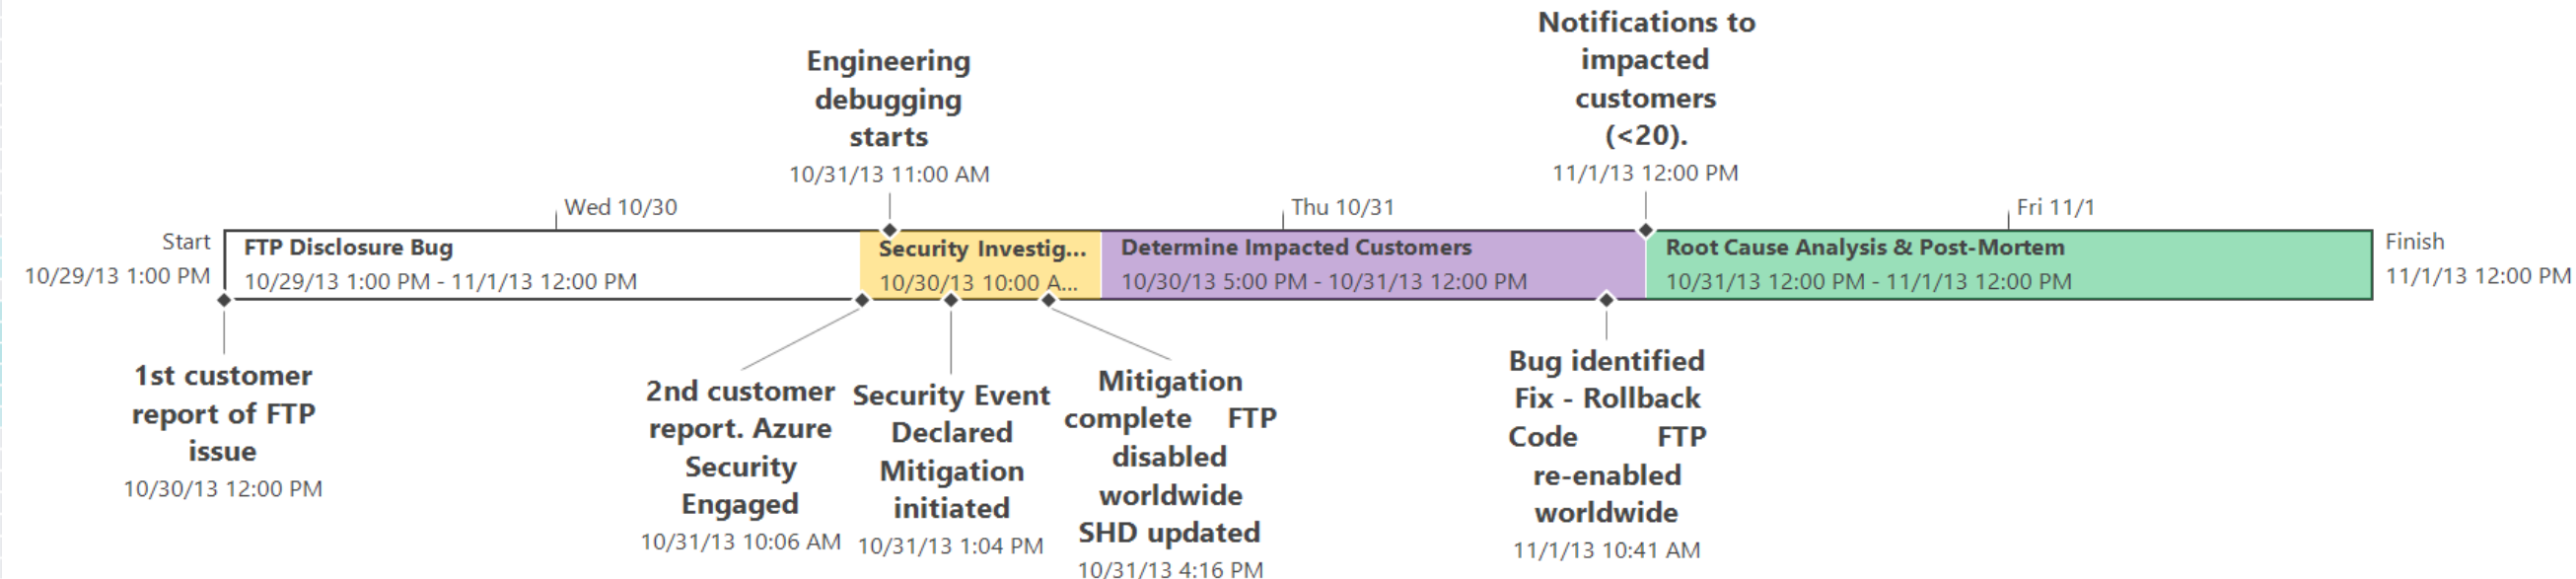 Notifications to
impacted
customers
(<20).
11/1/13 12:00 PM
Engineering
debugging
starts
10/31/13 11:00 AM
Wed 10/30
Thu 10/31
Fri 11/1
Start
10/29/13 1:00 PM
FTP Disclosure Bug
10/29/13 1:00 PM - 11/1/13 12:00 PM
Security Investig...
10/30/13 10:00 A...
Determine Impacted Customers
10/30/13 5:00 PM - 10/31/13 12:00 PM
Root Cause Analysis & Post-Mortem
10/31/13 12:00 PM - 11/1/13 12:00 PM
Finish
11/1/13 12:00 PM
1st customer
report of FTP
issue
10/30/13 12:00 PM
2nd customer
report. Azure
Security
Engaged
10/31/13 10:06 AM
Security Event
Declared
Mitigation
initiated
10/31/13 1:04 PM
Mitigation
complete FTP
disabled
worldwide
SHD updated
10/31/13 4:16 PM
Bug identified
Fix - Rollback
Code FTP
re-enabled
worldwide
11/1/13 10:41 AM